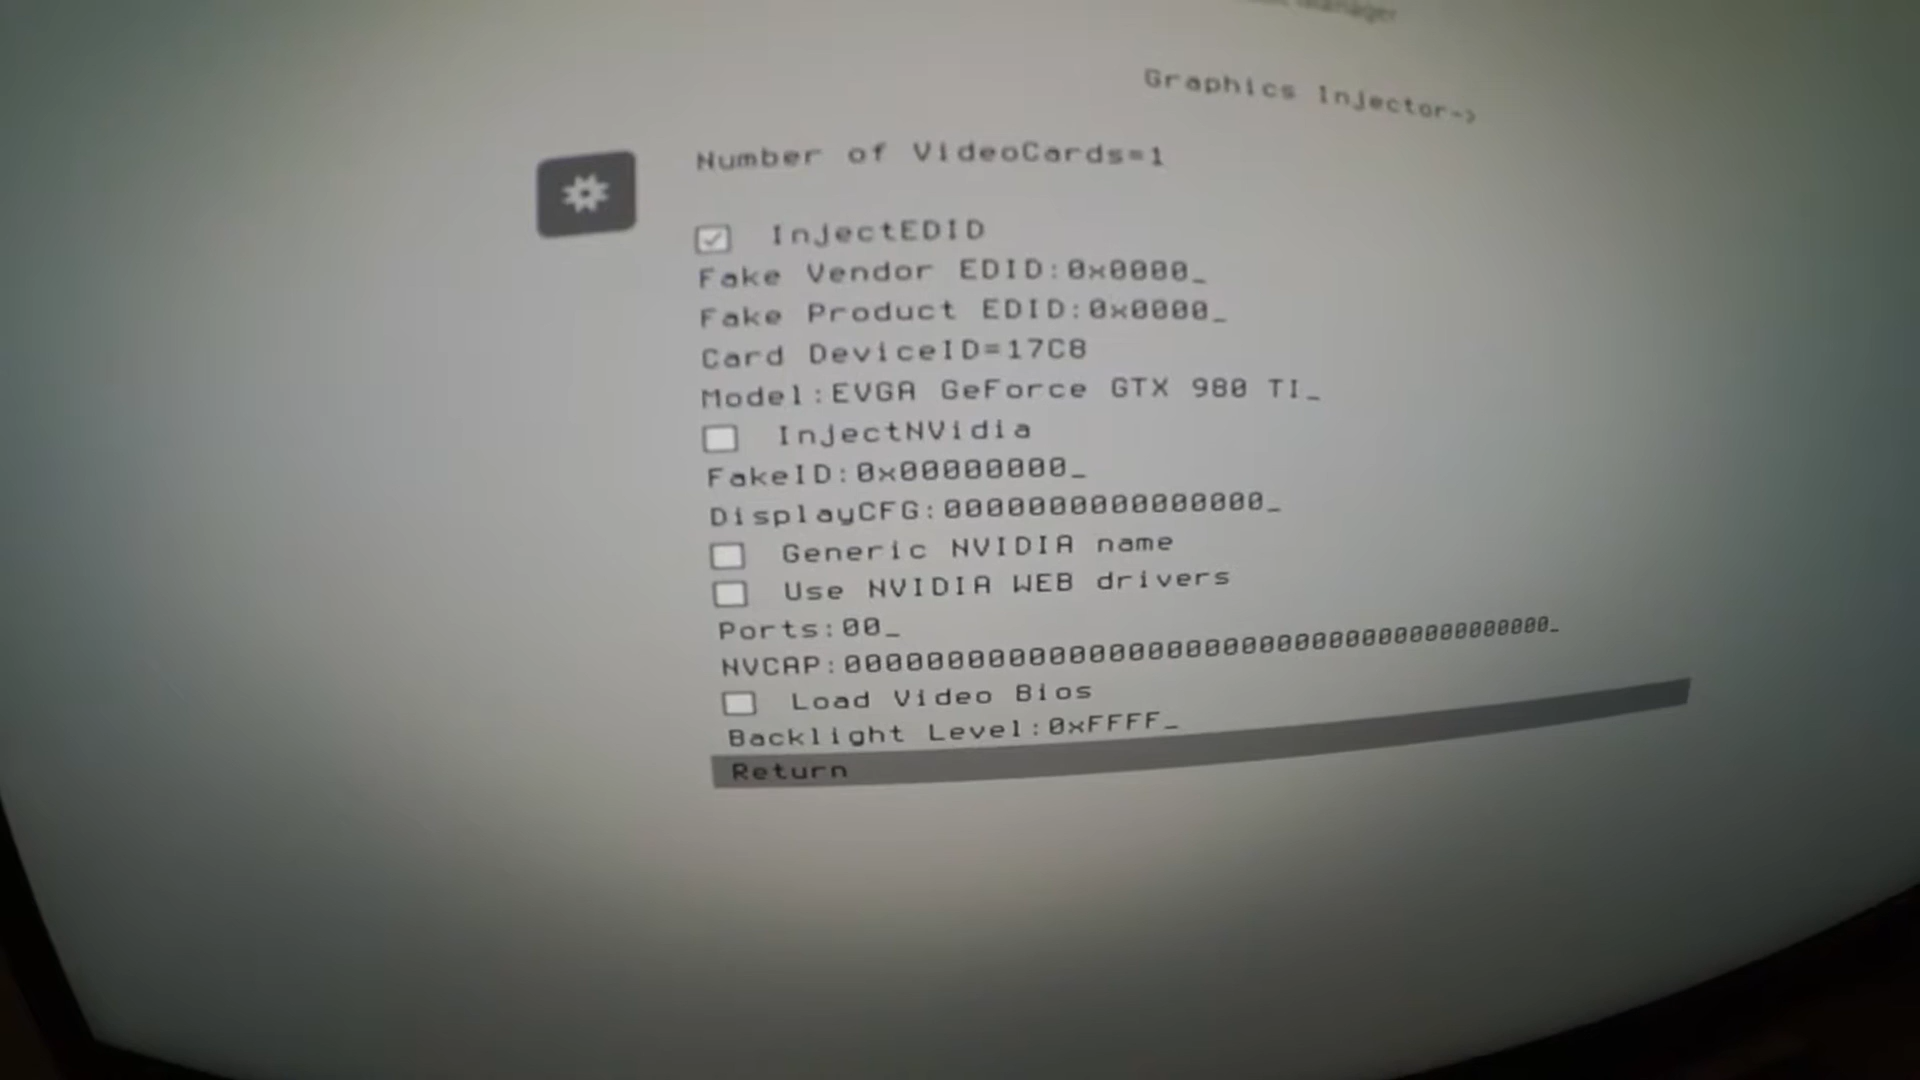 Manager
Graphics Injector->
Number of VideoCards=1
InjectEDID
Fake Vendor EDID:0x0000_
Fake Product EDID:0x0000_
Card DeviceID=17C8
Model:EVGA GeForce GTX 980 TI_
InjectNVidia
FakeID:0x00000000_
DisplayCFG:0000000000000000_
Generic NVIDIA name
Use NVIDIA WEB drivers
Ports:00_
NVCAP:0000000000000000000000000000000000000000_
Load Video Bios
Backlight Level:0xFFFF_
Return